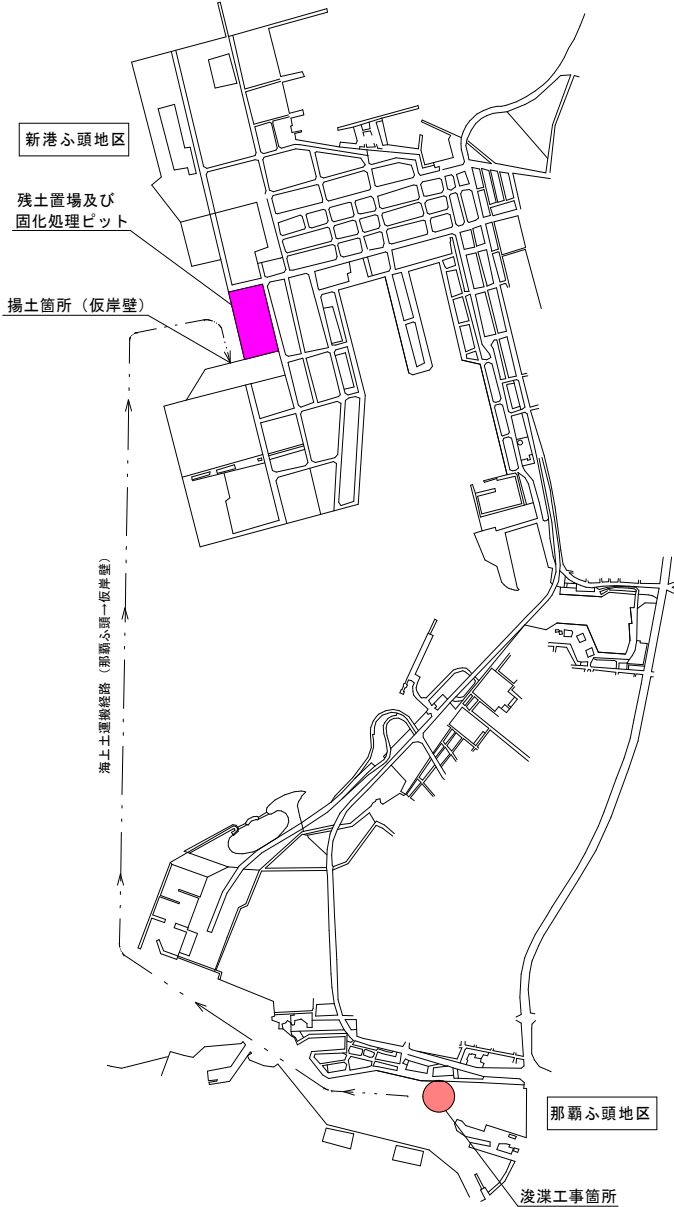 新港ふ頭地区
残土置場及び
固化処理ピット
揚土箇所（仮岸壁）
海上土運搬経路（那覇ふ頭→仮岸壁）
那覇ふ頭地区
浚渫工事箇所